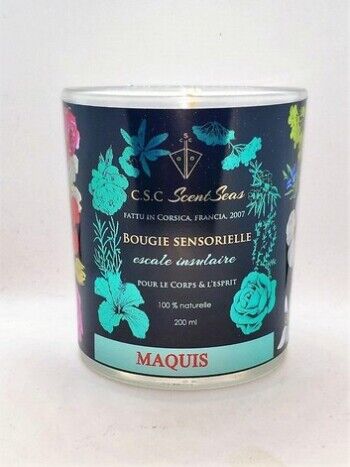 C S C
C.S.C ScentSeas
FATTU IN CORSICA, FRANCIA, 2007
BOUGIE SENSORIELLE
escale insulaire
POUR LE CORPS & L'ESPRIT
100 % naturelle
200 ml
MAQUIS